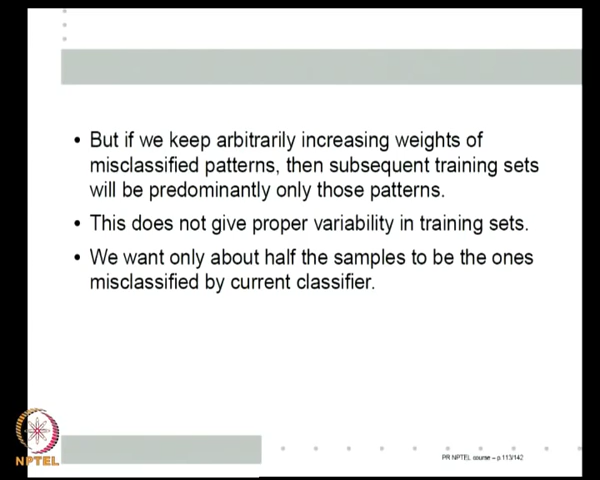 • But if we keep arbitrarily increasing weights of
misclassified patterns, then subsequent training sets
will be predominantly only those patterns.
• This does not give proper variability in training sets.
• We want only about half the samples to be the ones
misclassified by current classifier.
NPTEL
PR NPTEL course – p.113/142